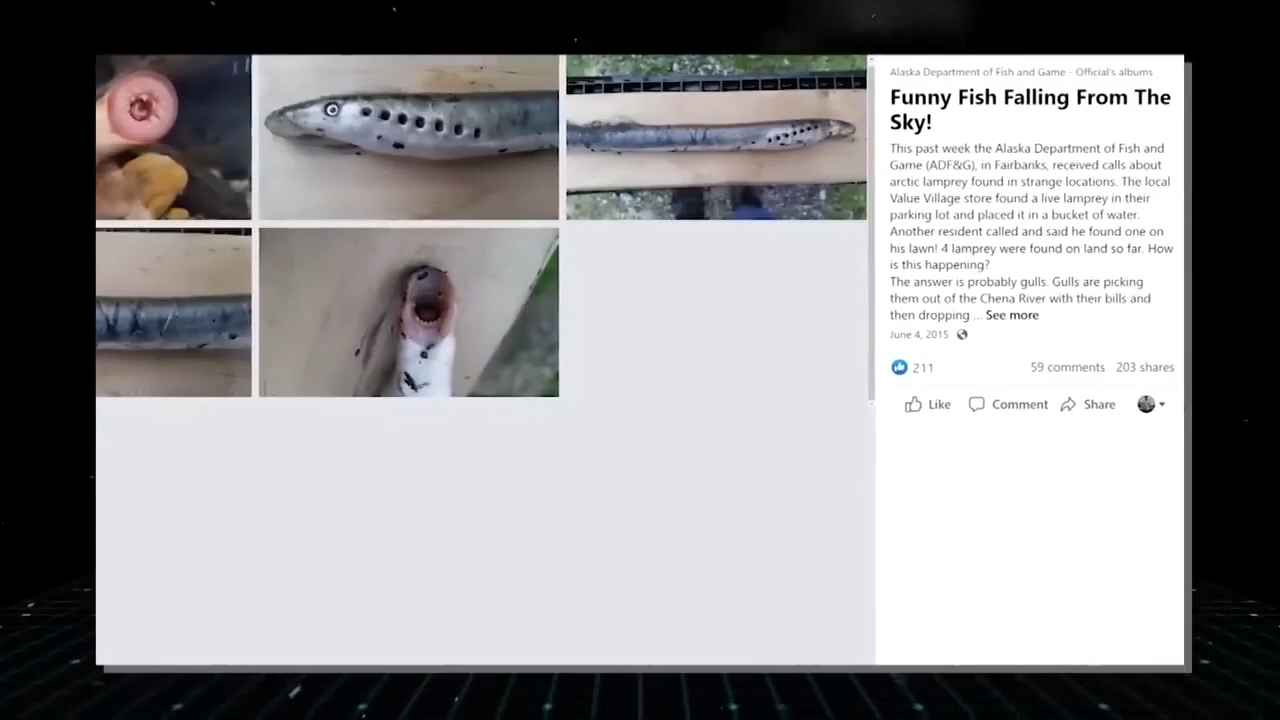 Alaska Department of Fish and Game - Official's albums
Funny Fish Falling From The
Sky!
This past week the Alaska Department of Fish and
Game (ADF&G), in Fairbanks, received calls about
arctic lamprey found in strange locations. The local
Value Village store found a live lamprey in their
parking lot and placed it in a bucket of water.
Another resident called and said he found one on
his lawn! 4 lamprey were found on land so far. How
is this happening?
The answer is probably gulls. Gulls are picking
them out of the Chena River with their bills and
then dropping ... See more
June 4, 2015
211 59 comments 203 shares
Like Comment Share